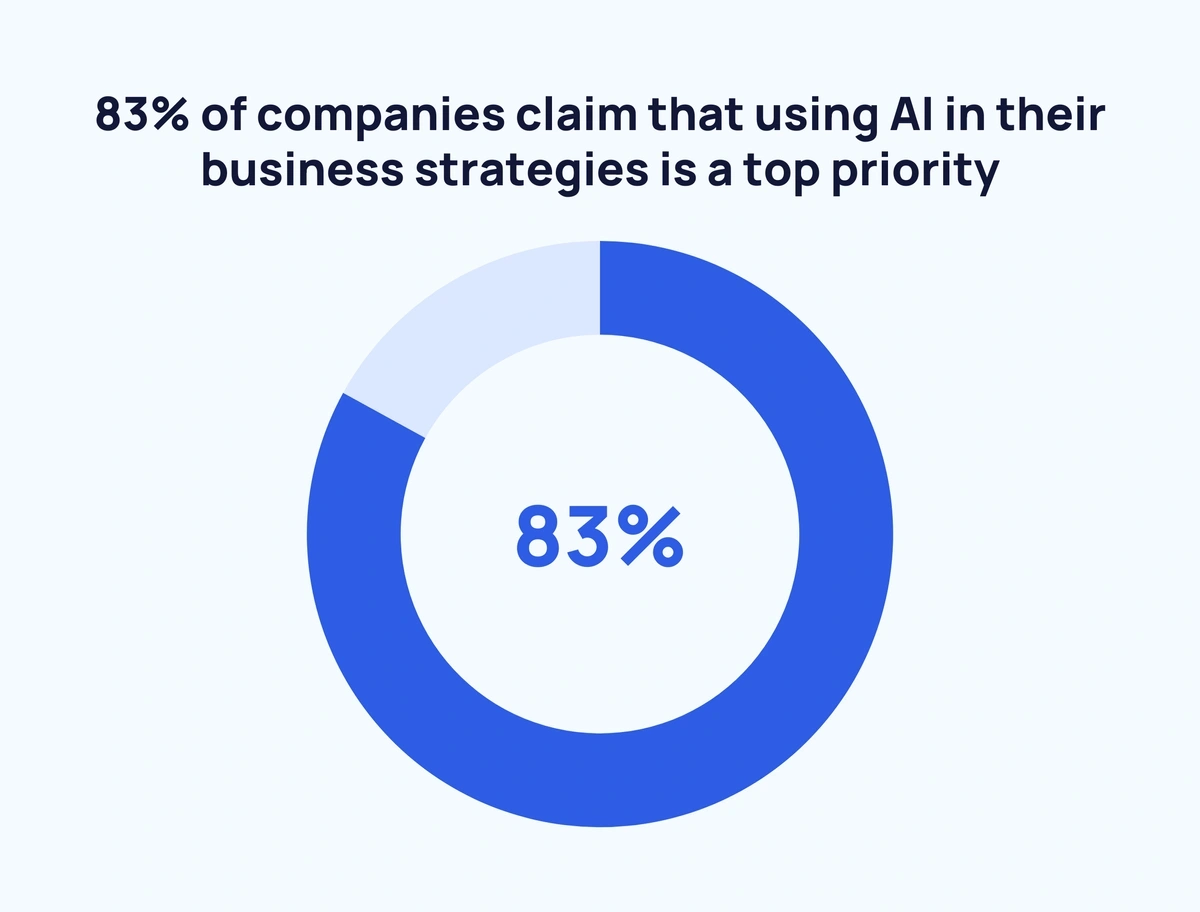 83% of companies claim that using AI in their
business strategies is a top priority
83%